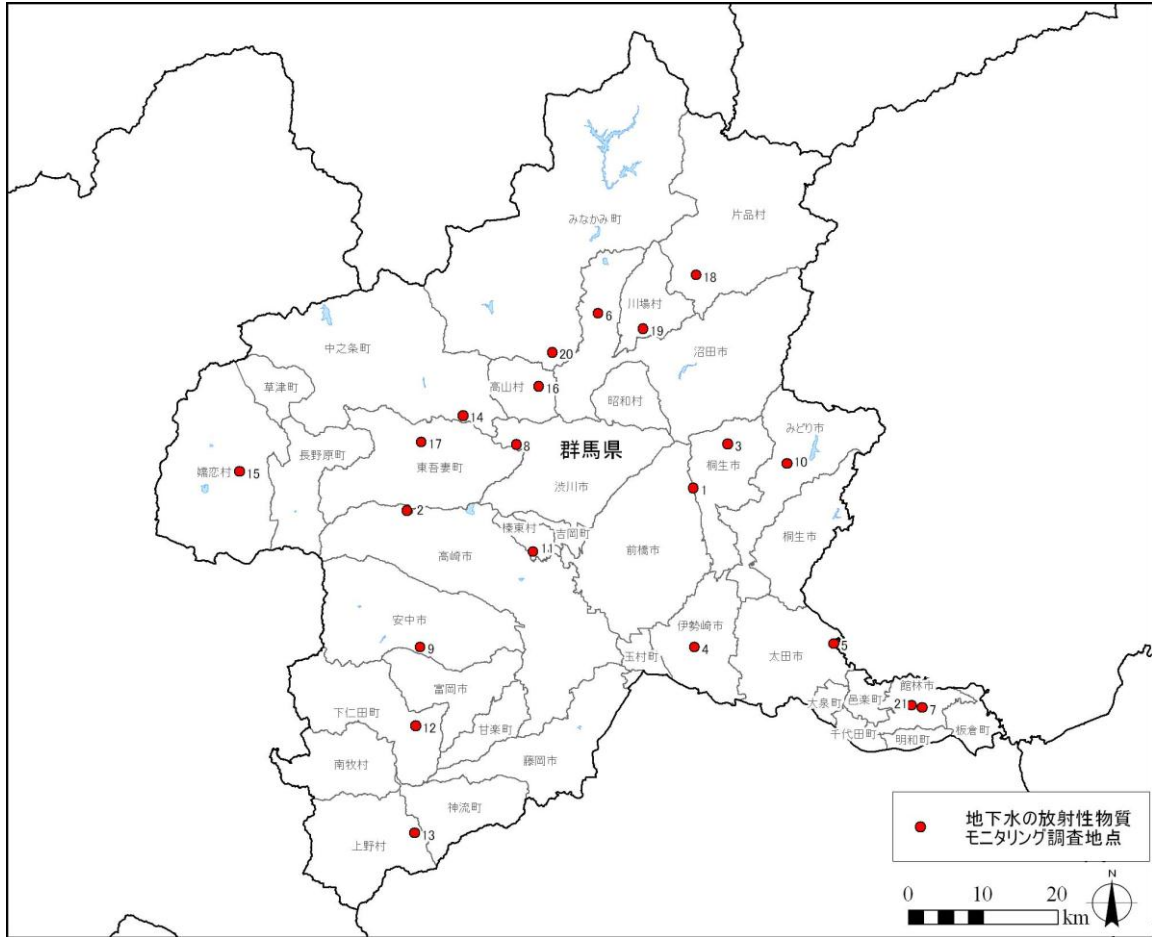 みなかみ町
片品村
18
川場村
6
19
中之条町
沼田市
20
草津町
高山村
16
昭和村
14
みどり市
17
8
群馬県
3
長野原町
東吾妻町
桐生市
嬬恋村
15
10
渋川市
1
2
榛東村
吉岡町
高崎市
11
前橋市
桐生市
安中市
伊勢崎市
9
玉村町
4
太田市
5
富岡市
館林市
下仁田町
大泉町
邑楽町
21
7
12
甘楽町
千代田町
明和町
板倉町
南牧村
藤岡市
神流町
上野村
13
地下水の放射性物質
モニタリング調査地点
N
0 10 20
km